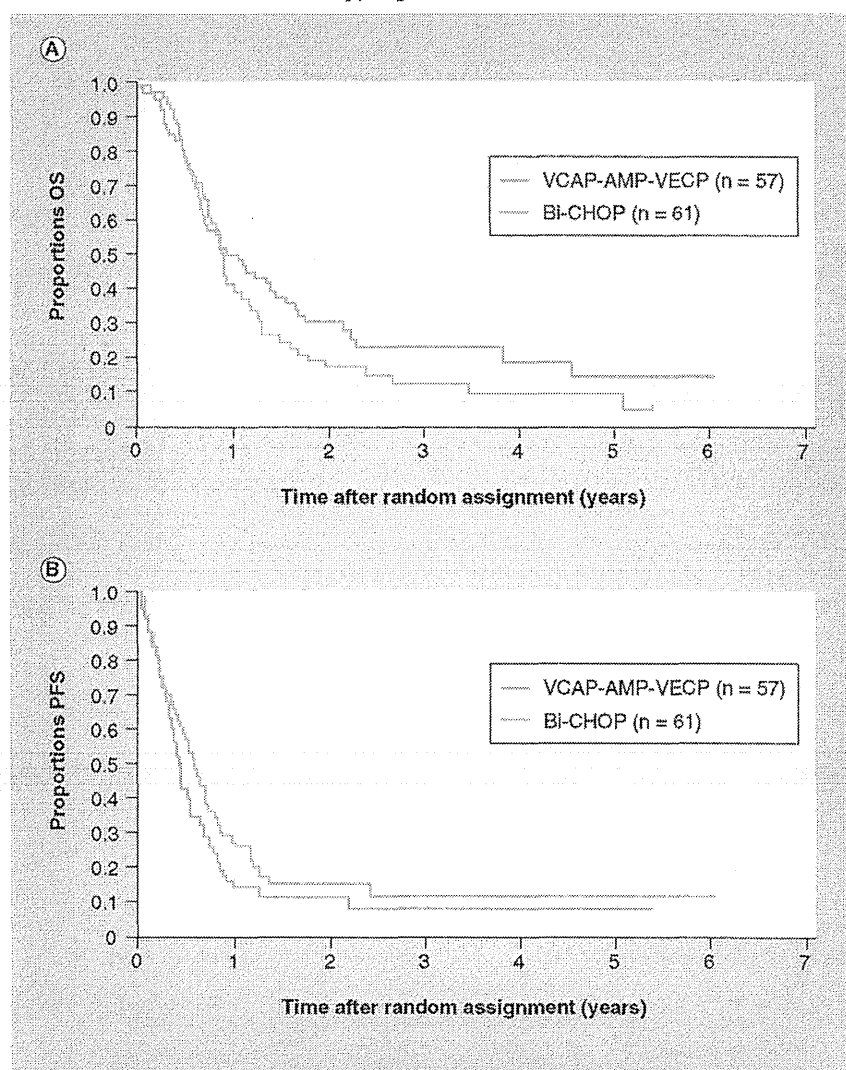 A
1.0
0.9
0.8
0.7
0.6
0.5
0.4
0.3
0.2
0.1
0
Proportions OS
VCAP-AMP-VECP (n = 57)
Bi-CHOP (n = 61)
0 1 2 3 4 5 6 7
Time after random assignment (years)
B
1.0
0.9
0.8
0.7
0.6
0.5
0.4
0.3
0.2
0.1
0
Proportions PFS
VCAP-AMP-VECP (n = 57)
Bi-CHOP (n = 61)
0 1 2 3 4 5 6 7
Time after random assignment (years)